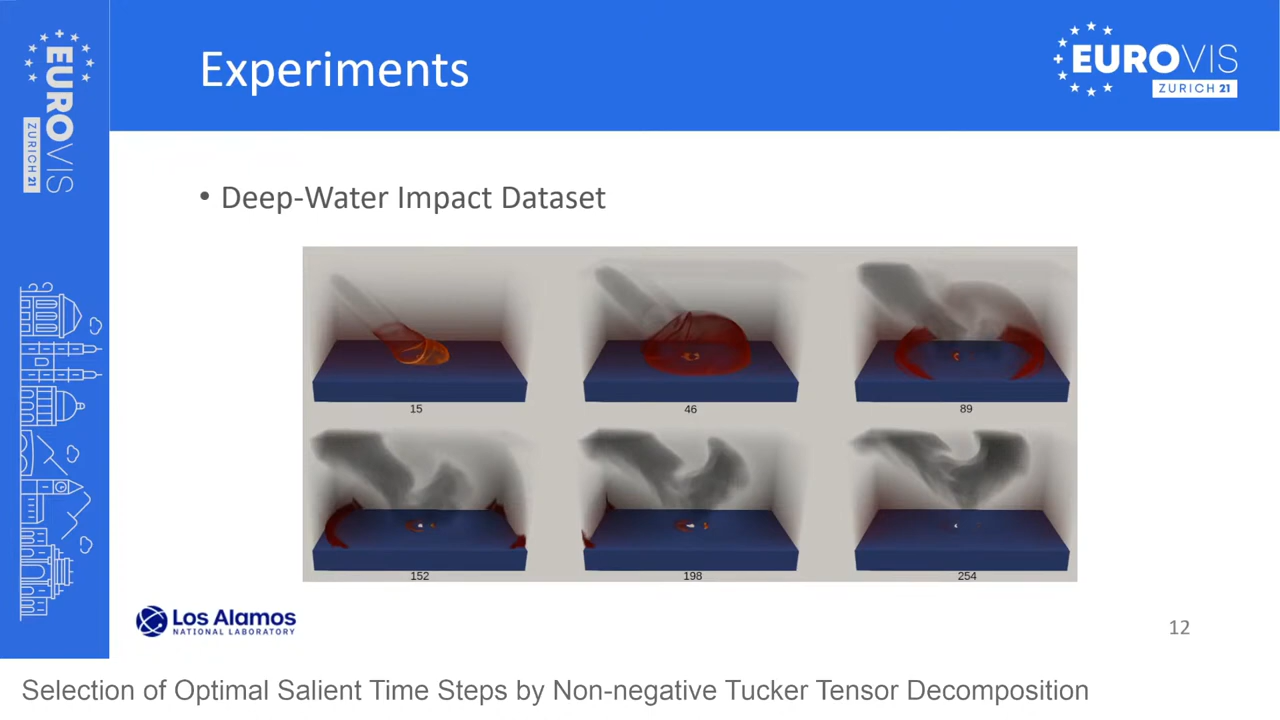 EUROVIS
ZURICH 21
Experiments
EUROVIS
ZURICH 21
• Deep-Water Impact Dataset
15
46
89
152
198
254
Los Alamos
NATIONAL LABORATORY
12
Selection of Optimal Salient Time Steps by Non-negative Tucker Tensor Decomposition